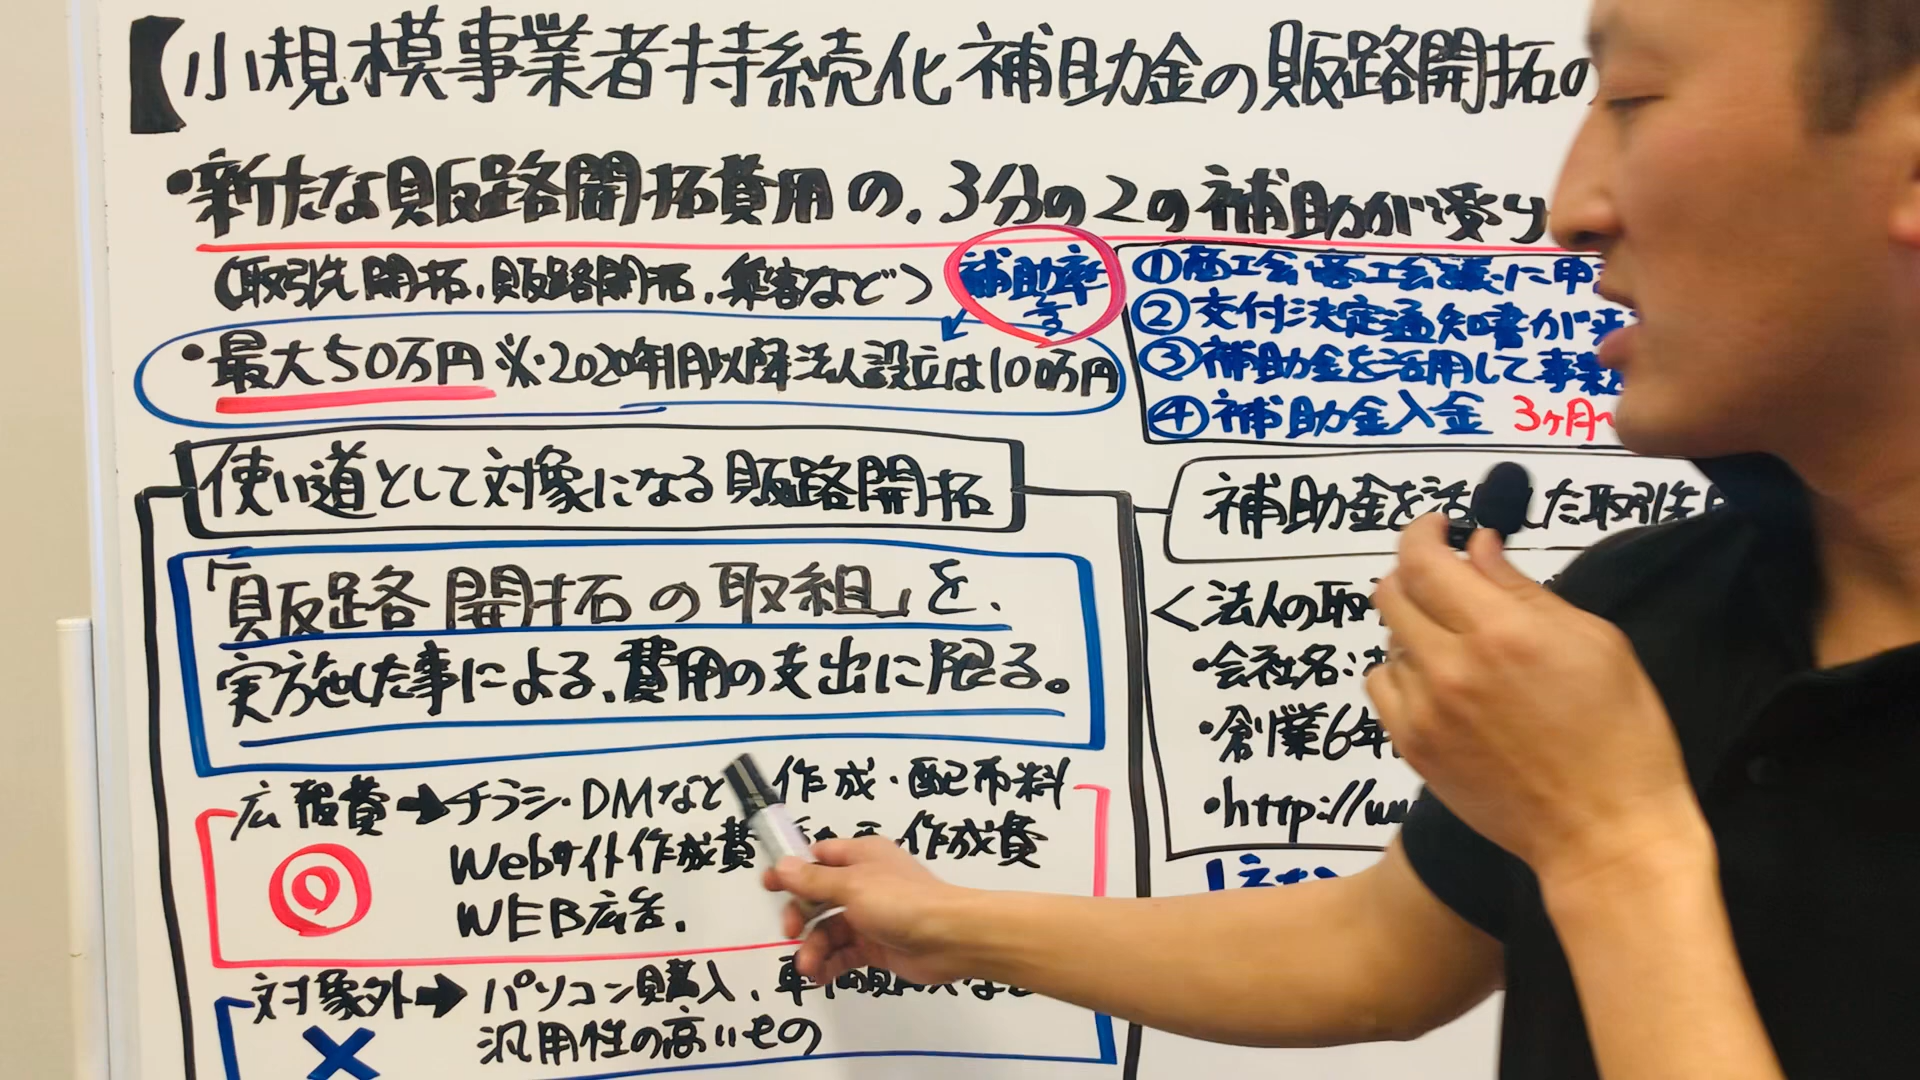 【小規模事業者持続化補助金の販路開拓の
・新たな販路開拓費用の、3分の2の補助が受け
(取引先開拓、販路開拓、集客など)
補助率
・最大50万円 ※2020年1月以降法人設立は100万円
①商工会・商工会議に申
②交付決定通知書が来
③補助金を活用して事業
④補助金入金 3ヶ月〜
使い道として対象になる販路開拓
「販路開拓の取組」を、
実施した事による、費用の支出に限る。
広報費→チラシ・DMなど 作成・配布料
Webサイト作成費 作成費
WEB広告、
対象外→パソコン購入、車両購入など
汎用性の高いもの
補助金を活 した取引先
<法人の取
・会社名:
・創業6年
・http://ww